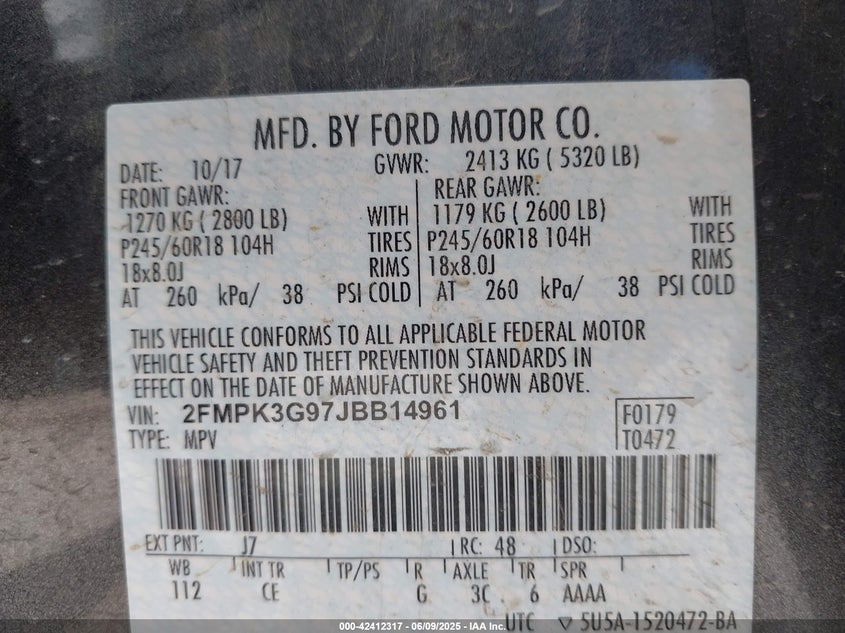 MFD. BY FORD MOTOR CO.
DATE: 10/17 GVWR: 2413 KG ( 5320 LB)
FRONT GAWR: REAR GAWR:
1270 KG ( 2800 LB) WITH 1179 KG ( 2600 LB) WITH
P245/60R18 104H TIRES P245/60R18 104H TIRES
18x8.0J RIMS 18x8.0J RIMS
AT 260 kPa/ 38 PSI COLD AT 260 kPa/ 38 PSI COLD
THIS VEHICLE CONFORMS TO ALL APPLICABLE FEDERAL MOTOR
VEHICLE SAFETY AND THEFT PREVENTION STANDARDS IN
EFFECT ON THE DATE OF MANUFACTURE SHOWN ABOVE.
VIN: 2FMPK3G97JBB14961 F0179
TYPE: MPV T0472
EXT PNT: J7 RC: 48 DSO:
WB INT TR TP/PS R AXLE TR SPR
112 CE G 3C 6 AAAA
UTC ▽ 5U5A-1520472-BA
00 -42412317 - 06/09/2025 - IAA Inc.